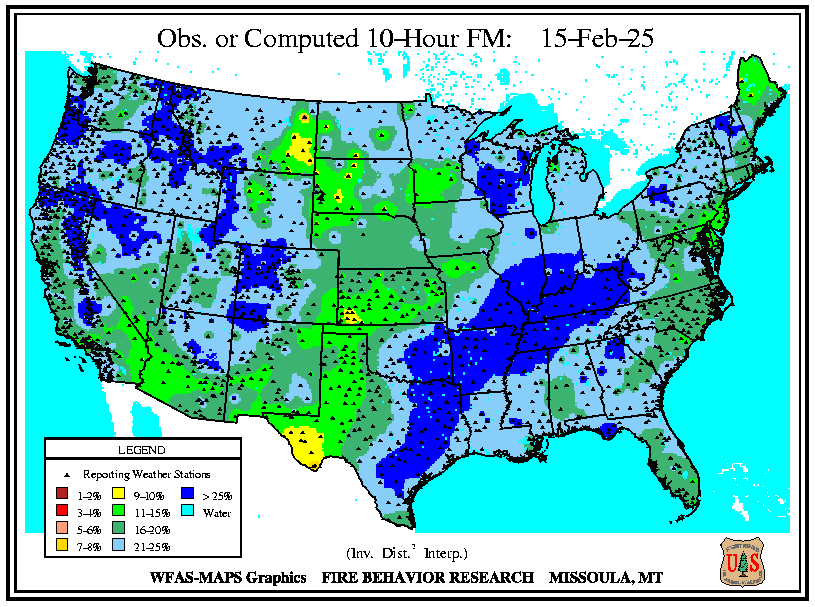 Obs. or Computed 10-Hour FM: 15-Feb-25
LEGEND
Reporting Weather Stations
1-2% 9-10% > 25%
3-4% 11-15% Water
5-6% 16-20%
7-8% 21-25%
(Inv. Dist.² Interp.)
WFAS-MAPS Graphics FIRE BEHAVIOR RESEARCH MISSOULA, MT
U S